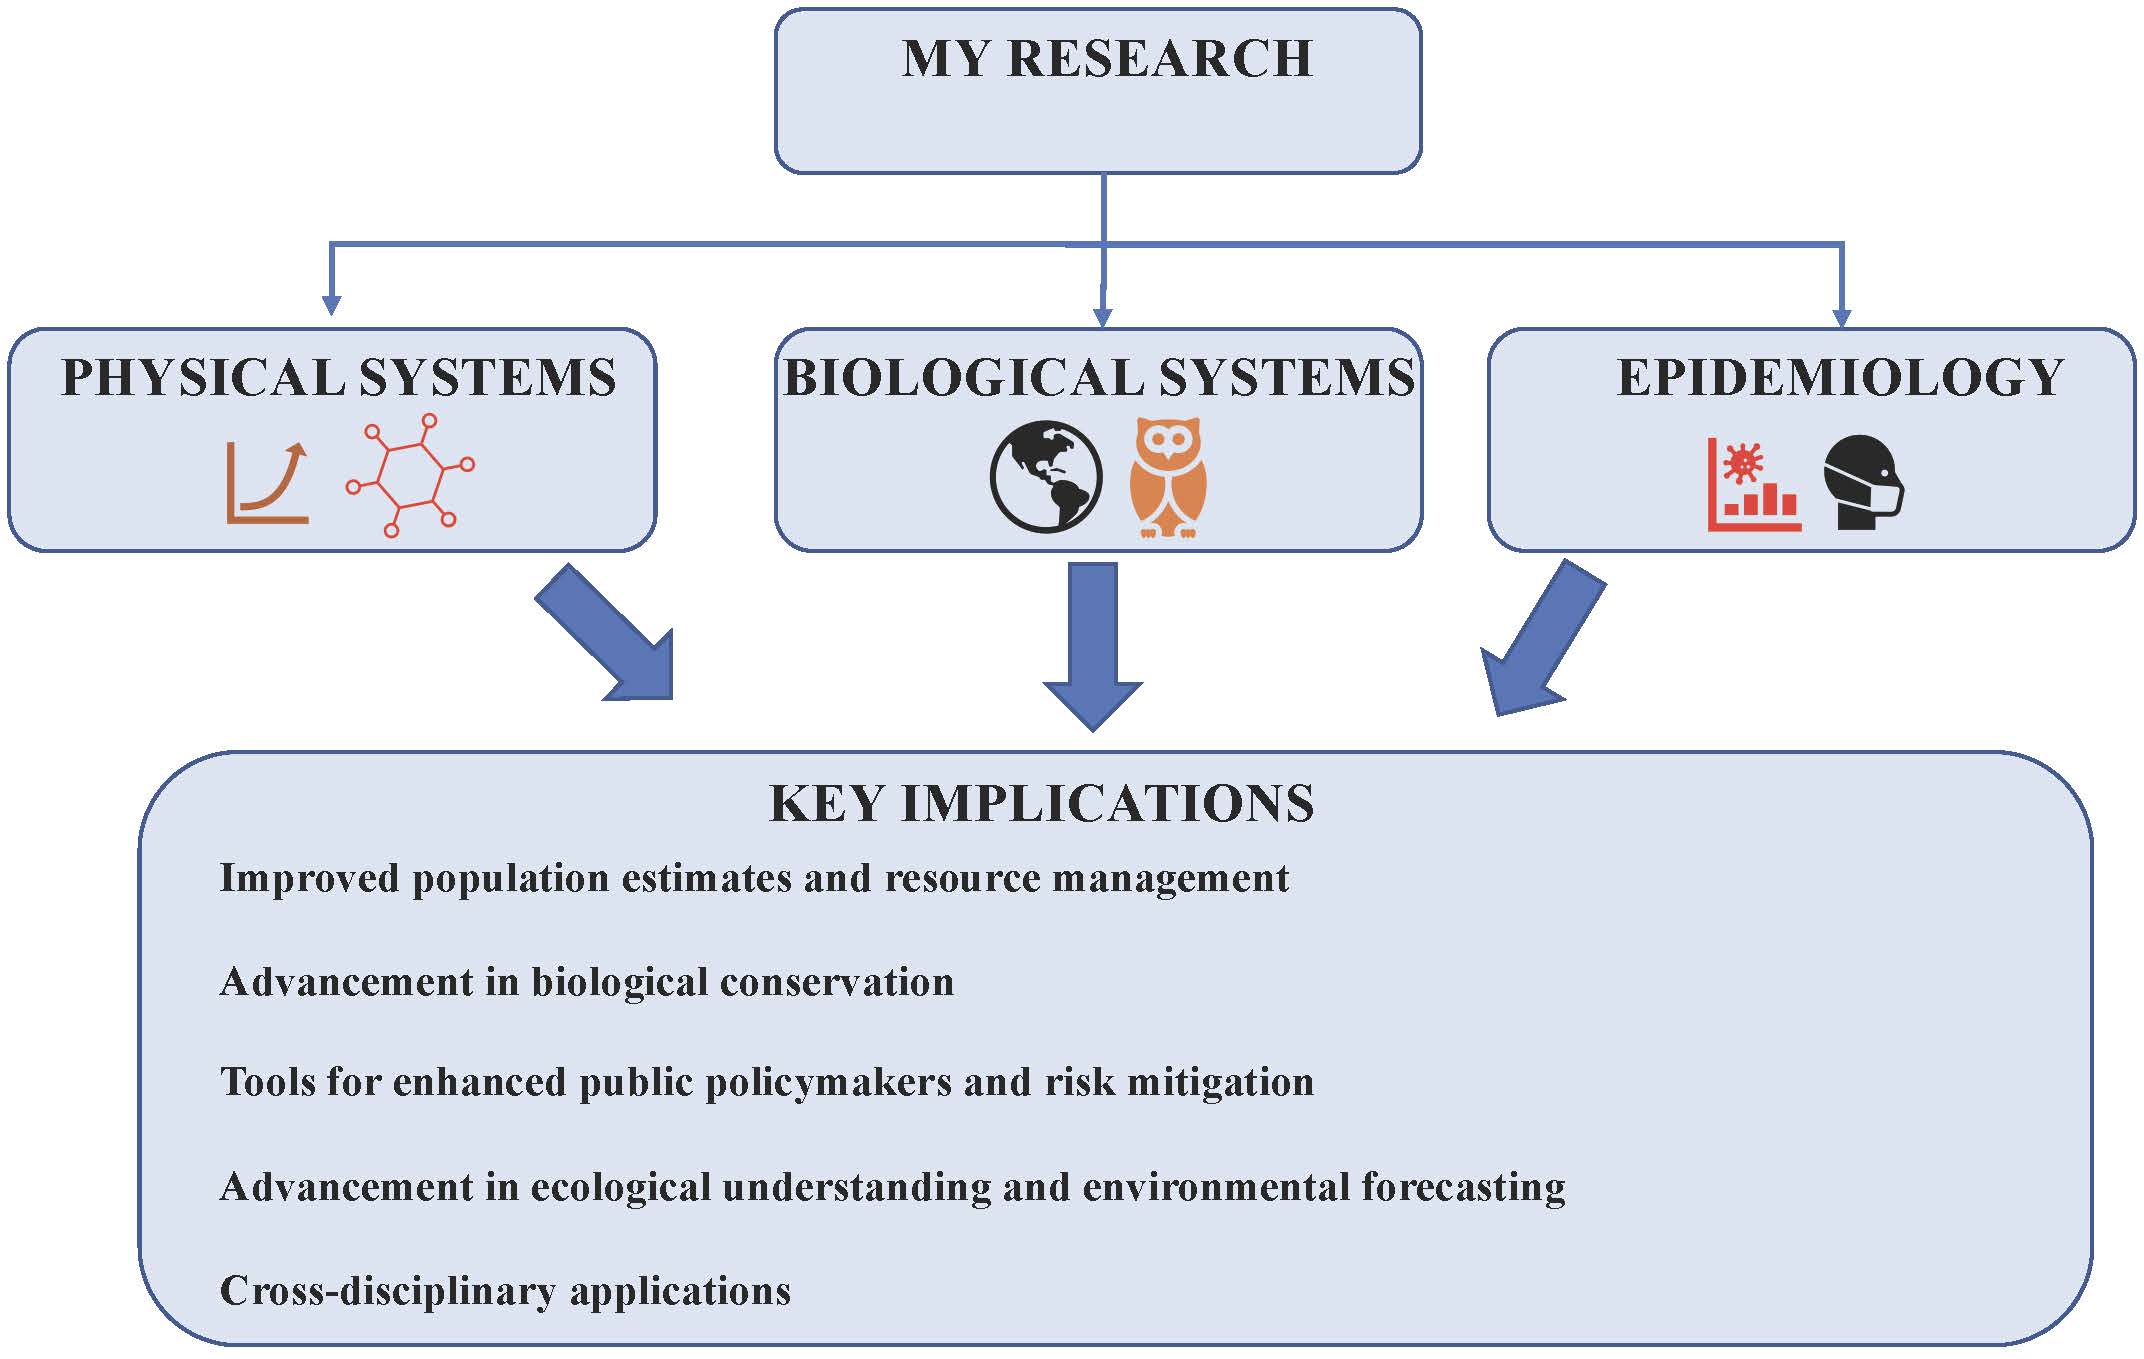 MY RESEARCH
PHYSICAL SYSTEMS
BIOLOGICAL SYSTEMS
EPIDEMIOLOGY
KEY IMPLICATIONS
Improved population estimates and resource management
Advancement in biological conservation
Tools for enhanced public policymakers and risk mitigation
Advancement in ecological understanding and environmental forecasting
Cross-disciplinary applications